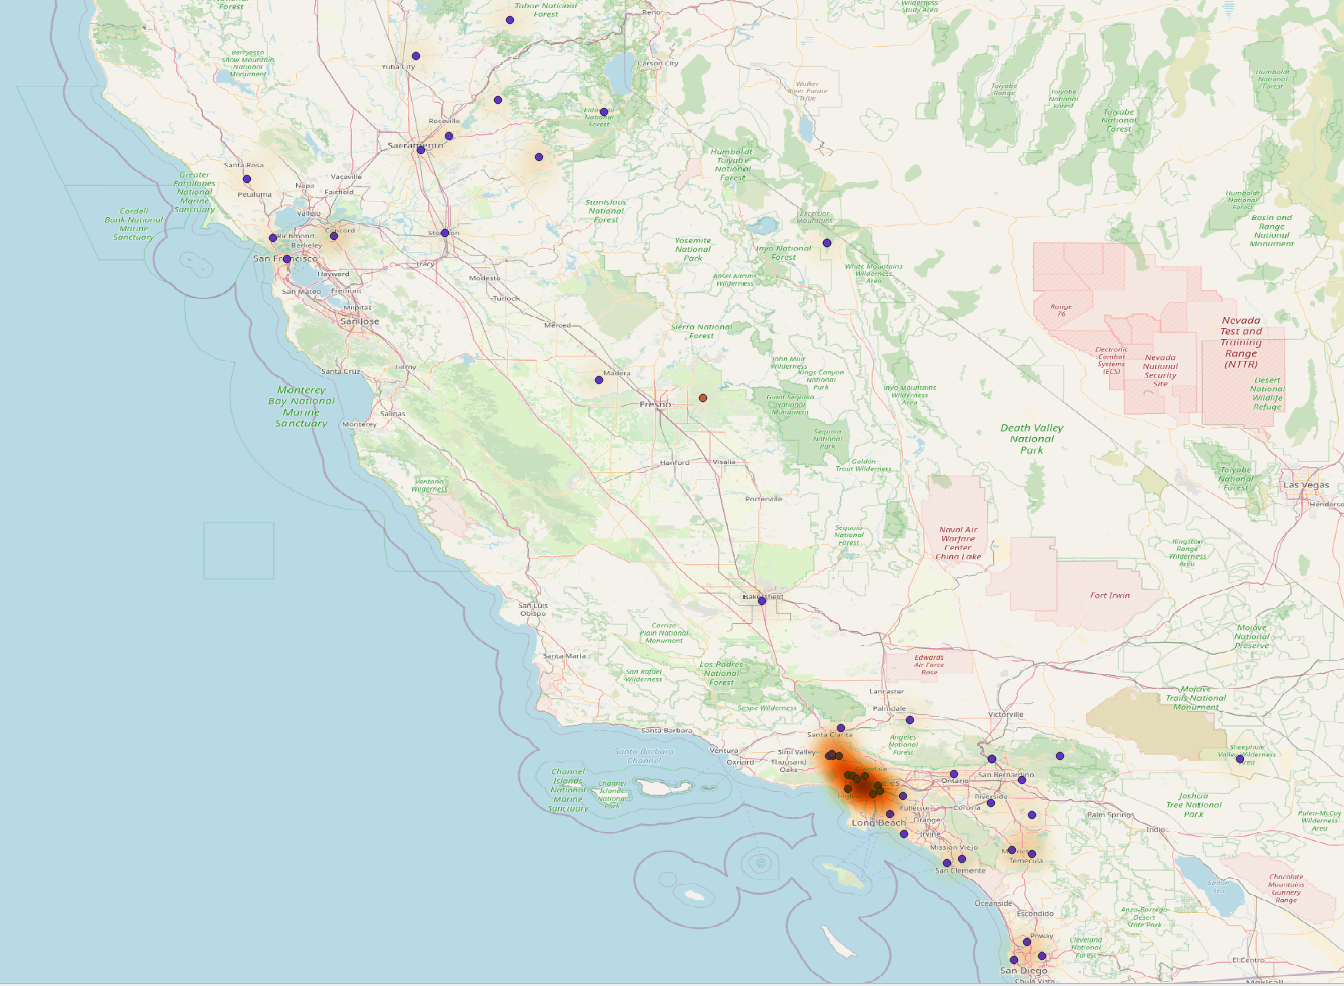 Tahoe National
Forest
Reno
Wilderness
Study Area
Berryessa
Snow Mountain
National
Monument
Yuba City
Carson City
Walker
River Paiute
Tribe
Toiyabe
Range
Toiyabe
National
Forest
Toiyabe
National
Forest
Humboldt
National
Forest
Roseville
National
Forest
Sacramento
Santa Rosa
Petaluma
Napa
Vacaville
Fairfield
Vallejo
Greater
Farallones
National
Marine
Sanctuary
Cordell
Bank National
Marine
Sanctuary
Humboldt
Toiyabe
National
Forest
Humboldt
National
Forest
Stanislaus
National
Forest
Excelsior
Mountains
Basin and
Range
National
Monument
Richmond
Concord
Berkeley
San Francisco
Stockton
Tracy
Hayward
San Mateo
Fremont
Milpitas
San Jose
Modesto
Turlock
Yosemite
National
Park
Inyo National
Forest
Ansel Adams
Wilderness
White Mountains
Wilderness
Area
Range
76
Electronic
Combat
Systems
(ECS)
Nevada
National
Security
Site
Nevada
Test and
Training
Range
(NTTR)
Desert
National
Wildlife
Refuge
Merced
Sierra National
Forest
Santa Cruz
Gilroy
Madera
John Muir
Wilderness
Kings Canyon
National
Park
Giant Sequoia
National
Monument
Inyo Mountains
Wilderness
Area
Monterey
Bay National
Marine
Sanctuary
Salinas
Monterey
Fresno
Sequoia
National
Park
Death Valley
National
Park
Hanford
Visalia
Golden
Trout Wilderness
Toiyabe
National
Forest
Las Vegas
Henderso
Ventana
Wilderness
Porterville
Sequoia
National
Forest
Naval Air
Warfare
Center
China Lake
Kingston
Range
Wilderness
Area
Fort Irwin
Bakersfield
San Luis
Obispo
Carrizo
Plain National
Monument
Mojave
National
Preserve
Santa Maria
San Rafael
Wilderness
Los Padres
National
Forest
Edwards
Air Force
Base
Sespe Wilderness
Lancaster
Palmdale
Victorville
Mojave
Trails National
Monument
Santa Barbara
Santa Clarita
Angeles
National
Forest
Santa Barbara
Channel
Ventura
Oxnard
Simi Valley
Thousand
Oaks
Glendale
Sheephole
Valley Wilderness
Area
Channel
Islands
National
Marine
Sanctuary
Channel
Islands
National
Park
Ontario
San Bernardino
Riverside
Corona
Fullerton
Orange
Long Beach
Irvine
Palm Springs
Joshua
Tree National
Park
Indio
Palen-McCoy
Wilderness
Area
Mission Viejo
San Clemente
Temecula
Salton
Sea
Chocolate
Mountains
Gunnery
Range
Oceanside
Escondido
Anza-Borrego
Desert
State Park
Poway
Cleveland
National
Forest
San Diego
El Centro
Chula Vista
Mexicali